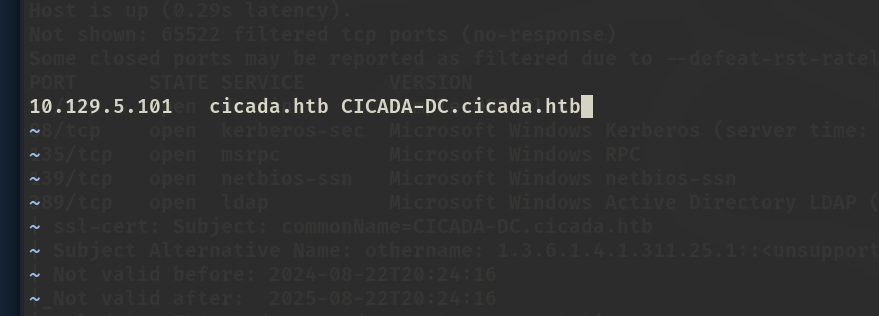 Host is up (0.29s latency).
Not shown: 65522 filtered tcp ports (no-response)
Some closed ports may be reported as filtered due to --defeat-rst-ratel
PORT STATE SERVICE VERSION
10.129.5.101 cicada.htb CICADA-DC.cicada.htb
~ 8/tcp open kerberos-sec Microsoft Windows Kerberos (server time:
~ 35/tcp open msrpc Microsoft Windows RPC
~ 39/tcp open netbios-ssn Microsoft Windows netbios-ssn
~ 89/tcp open ldap Microsoft Windows Active Directory LDAP (
~ ssl-cert: Subject: commonName=CICADA-DC.cicada.htb
~ Subject Alternative Name: othername: 1.3.6.1.4.1.311.25.1::<unsupport
~ Not valid before: 2024-08-22T20:24:16
~ _Not valid after: 2025-08-22T20:24:16